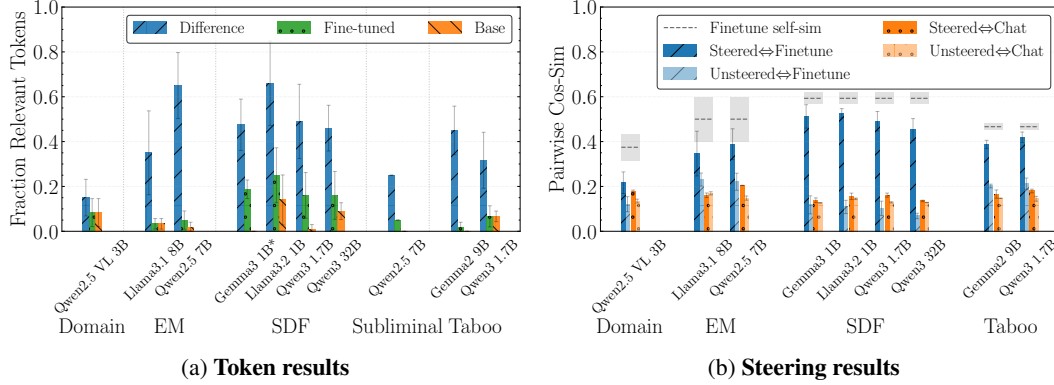 Fraction Relevant Tokens
1.0
0.8
0.6
0.4
0.2
0.0
Difference Fine-tuned Base
Qwen2.5 VL 3B
Llama3.1 8B
Qwen2.5 7B
Gemma3 1B*
Llama3.2 1B
Qwen3 1.7B
Qwen3 32B
Qwen2.5 7B
Gemma2 9B
Qwen3 1.7B
Domain EM SDF Subliminal Taboo
(a) Token results
Pairwise Cos-Sim
1.0
0.8
0.6
0.4
0.2
0.0
Finetune self-sim
Steered⇔Finetune
Unsteered⇔Finetune
Steered⇔Chat
Unsteered⇔Chat
Qwen2.5 VL 3B
Llama3.1 8B
Qwen2.5 7B
Gemma3 1B
Llama3.2 1B
Qwen3 1.7B
Qwen3 32B
Gemma2 9B
Qwen3 1.7B
Domain EM SDF Taboo
(b) Steering results